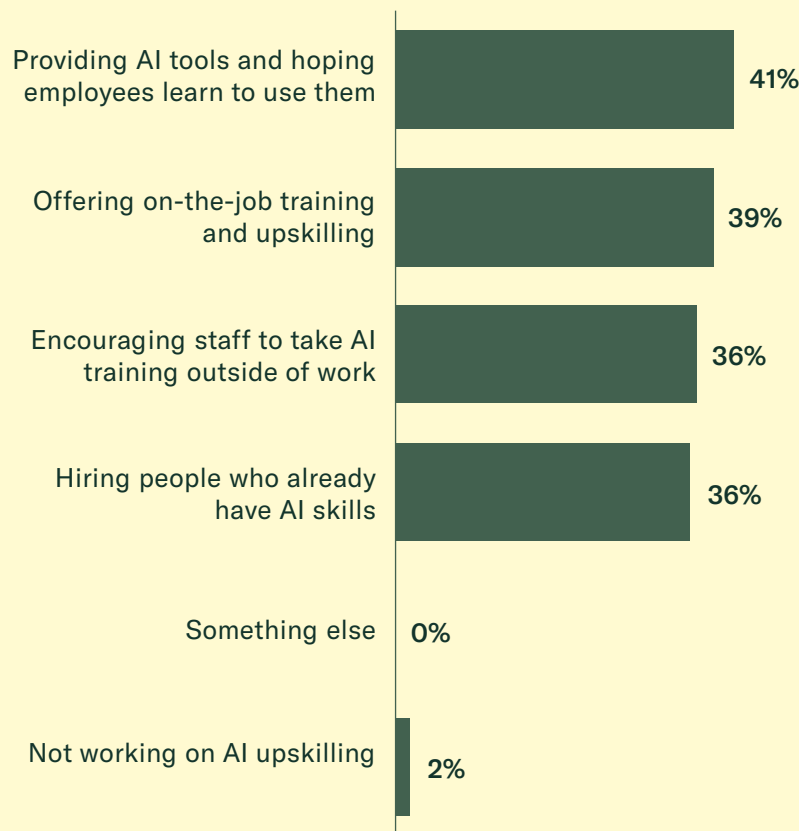 Providing AI tools and hoping
employees learn to use them
41%
Offering on-the-job training
and upskilling
39%
Encouraging staff to take AI
training outside of work
36%
Hiring people who already
have AI skills
36%
Something else
0%
Not working on AI upskilling
2%